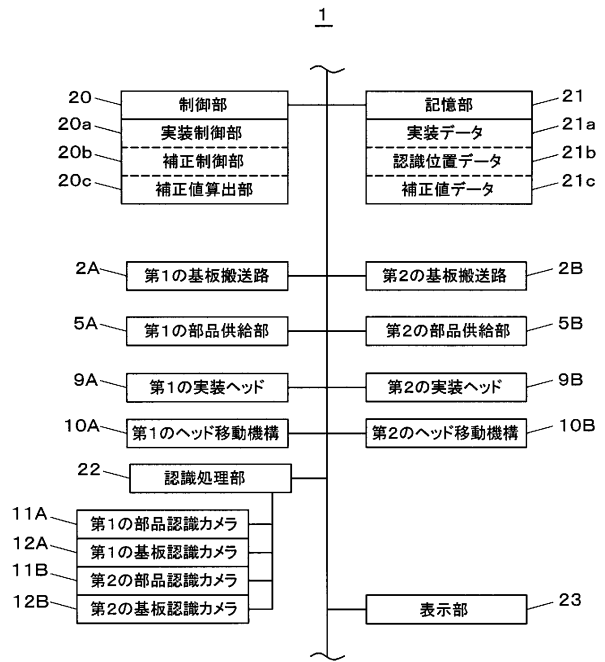 1
20 制御部 記憶部 21
20a 実装制御部 実装データ 21a
20b 補正制御部 認識位置データ 21b
20c 補正値算出部 補正値データ 21c
2A 第1の基板搬送路 第2の基板搬送路 2B
5A 第1の部品供給部 第2の部品供給部 5B
9A 第1の実装ヘッド 第2の実装ヘッド 9B
10A 第1のヘッド移動機構 第2のヘッド移動機構 10B
22 認識処理部
11A 第1の部品認識カメラ
12A 第1の基板認識カメラ
11B 第2の部品認識カメラ
12B 第2の基板認識カメラ
表示部 23